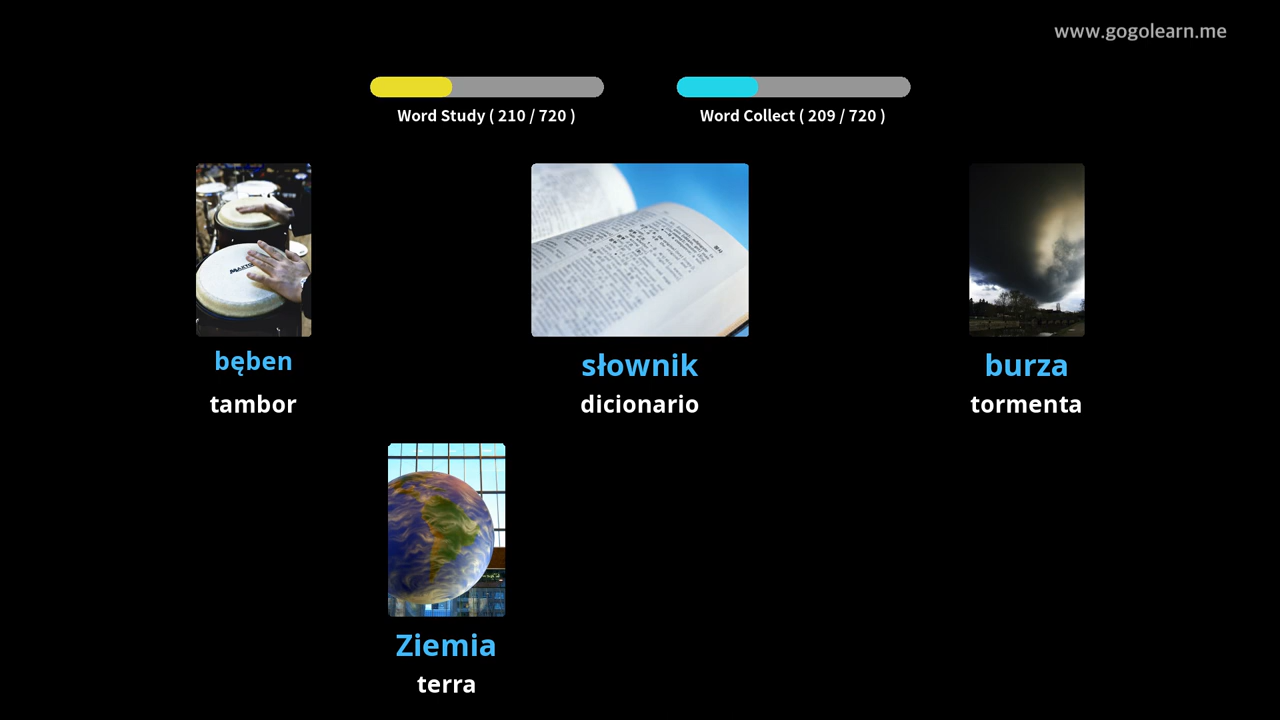 www.gogolearn.me
Word Study ( 210 / 720 )
Word Collect ( 209 / 720 )
bęben
słownik
burza
tambor
dicionario
tormenta
Ziemia
terra